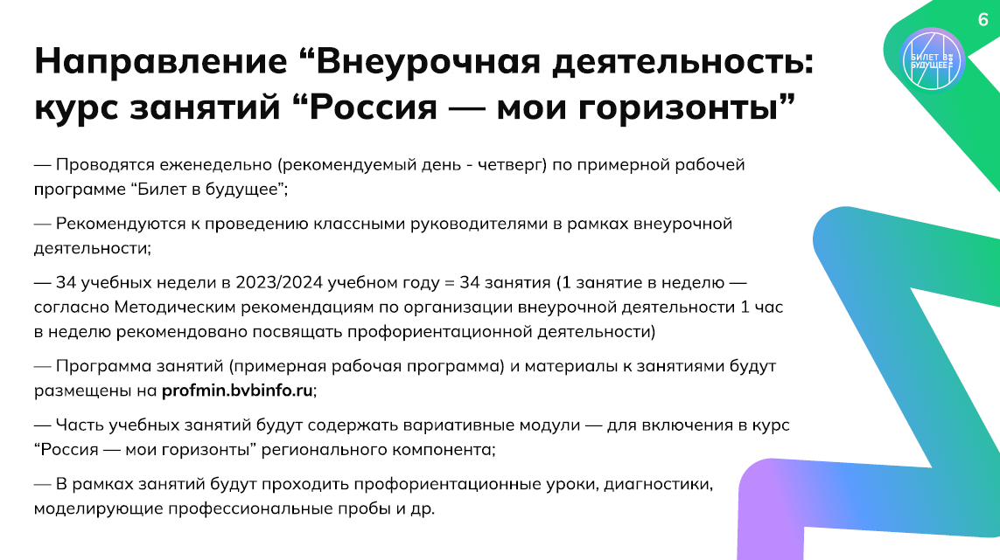 6
БИЛЕТ В
БУДУЩЕЕ
Направление “Внеурочная деятельность:
курс занятий “Россия — мои горизонты”
— Проводятся еженедельно (рекомендуемый день - четверг) по примерной рабочей
программе “Билет в будущее”;
— Рекомендуются к проведению классными руководителями в рамках внеурочной
деятельности;
— 34 учебных недели в 2023/2024 учебном году = 34 занятия (1 занятие в неделю —
согласно Методическим рекомендациям по организации внеурочной деятельности 1 час
в неделю рекомендовано посвящать профориентационной деятельности)
— Программа занятий (примерная рабочая программа) и материалы к занятиями будут
размещены на profmin.bvbinfo.ru;
— Часть учебных занятий будут содержать вариативные модули — для включения в курс
“Россия — мои горизонты” регионального компонента;
— В рамках занятий будут проходить профориентационные уроки, диагностики,
моделирующие профессиональные пробы и др.